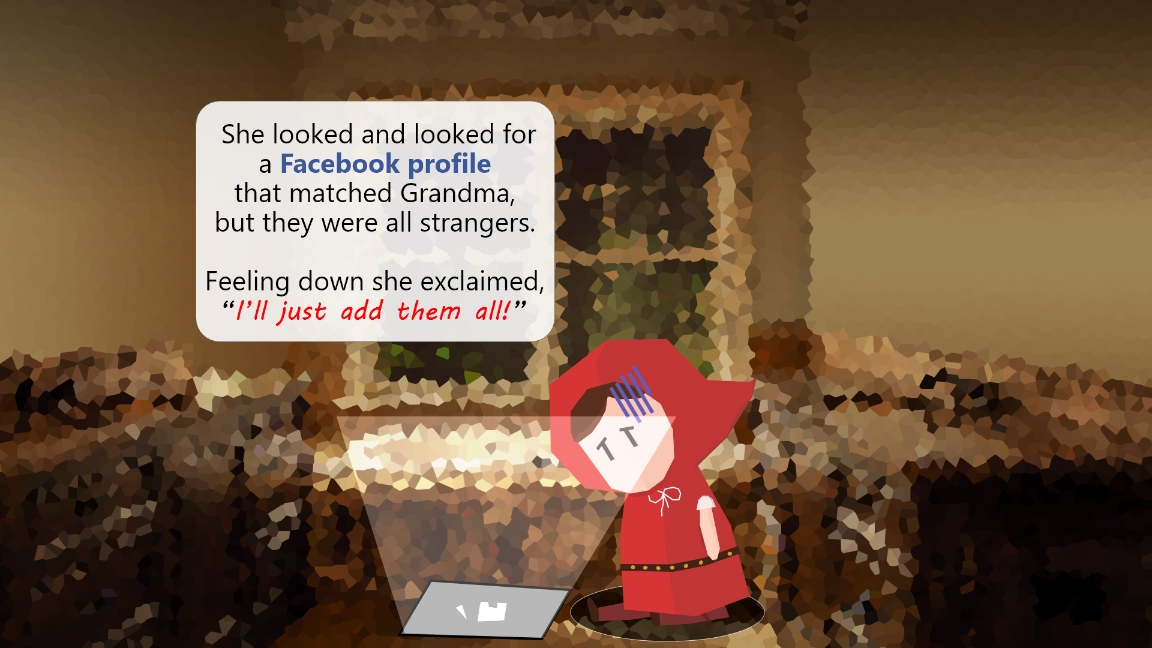 She looked and looked for
a Facebook profile
that matched Grandma,
but they were all strangers.
Feeling down she exclaimed,
“I’ll just add them all!”